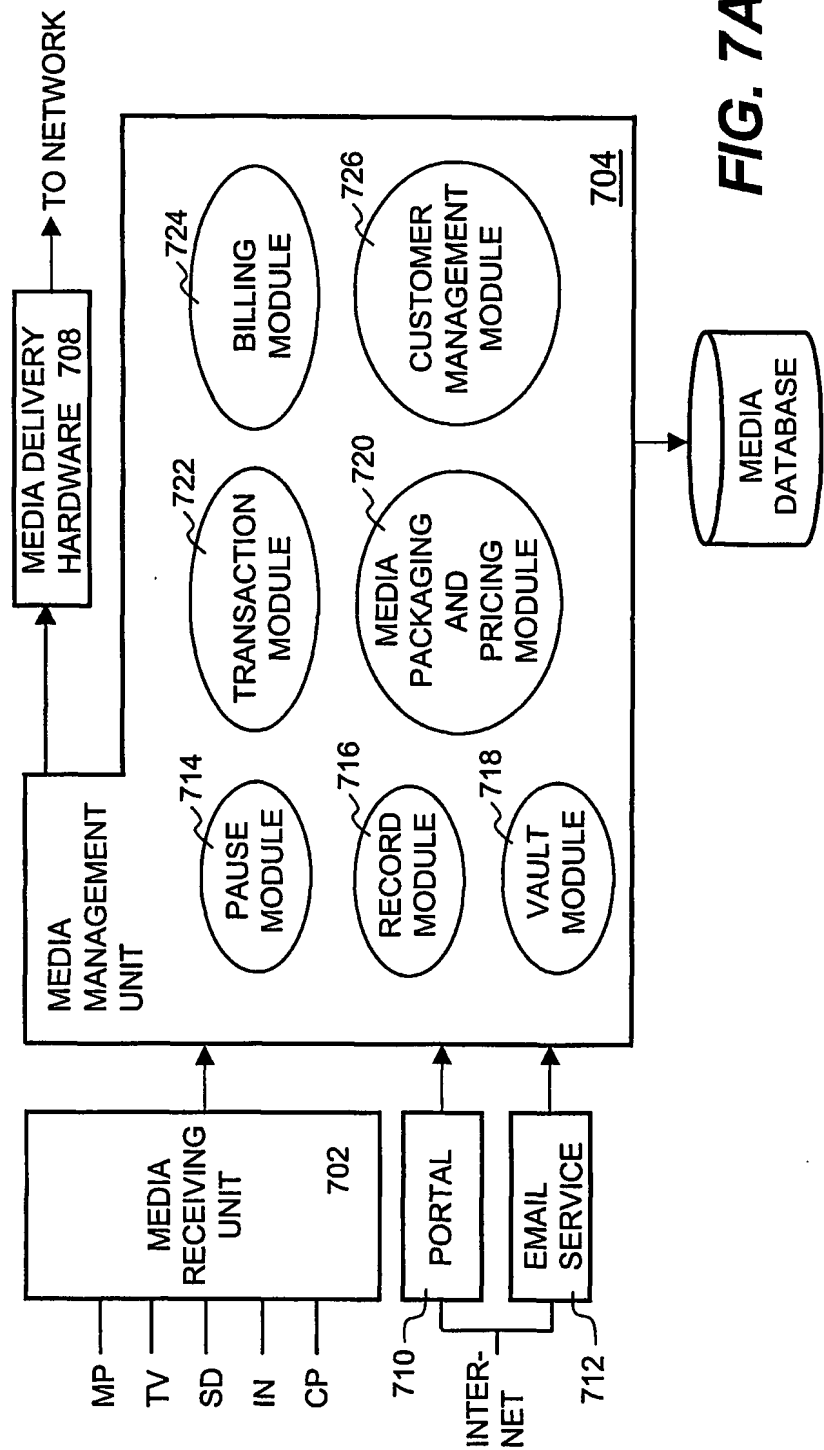 MEDIA DELIVERY
HARDWARE 708
TO NETWORK
MEDIA
MANAGEMENT
UNIT
MEDIA
RECEIVING
UNIT
702
MP
TV
SD
IN
CP
714
PAUSE
MODULE
722
TRANSACTION
MODULE
724
BILLING
MODULE
716
RECORD
MODULE
720
MEDIA
PACKAGING
AND
PRICING
MODULE
726
CUSTOMER
MANAGEMENT
MODULE
718
VAULT
MODULE
704
710
PORTAL
INTER-
NET
712
EMAIL
SERVICE
MEDIA
DATABASE
FIG. 7A